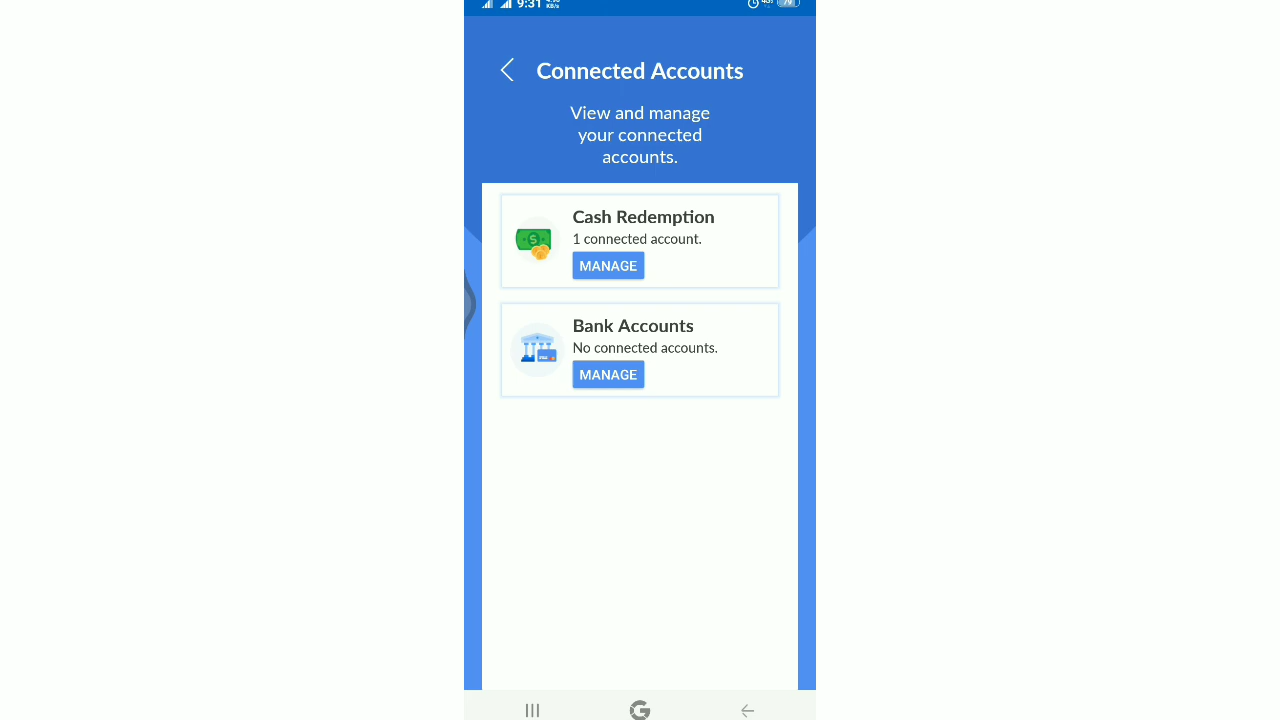 9:31
Connected Accounts
View and manage
your connected
accounts.
Cash Redemption
1 connected account.
MANAGE
Bank Accounts
No connected accounts.
MANAGE